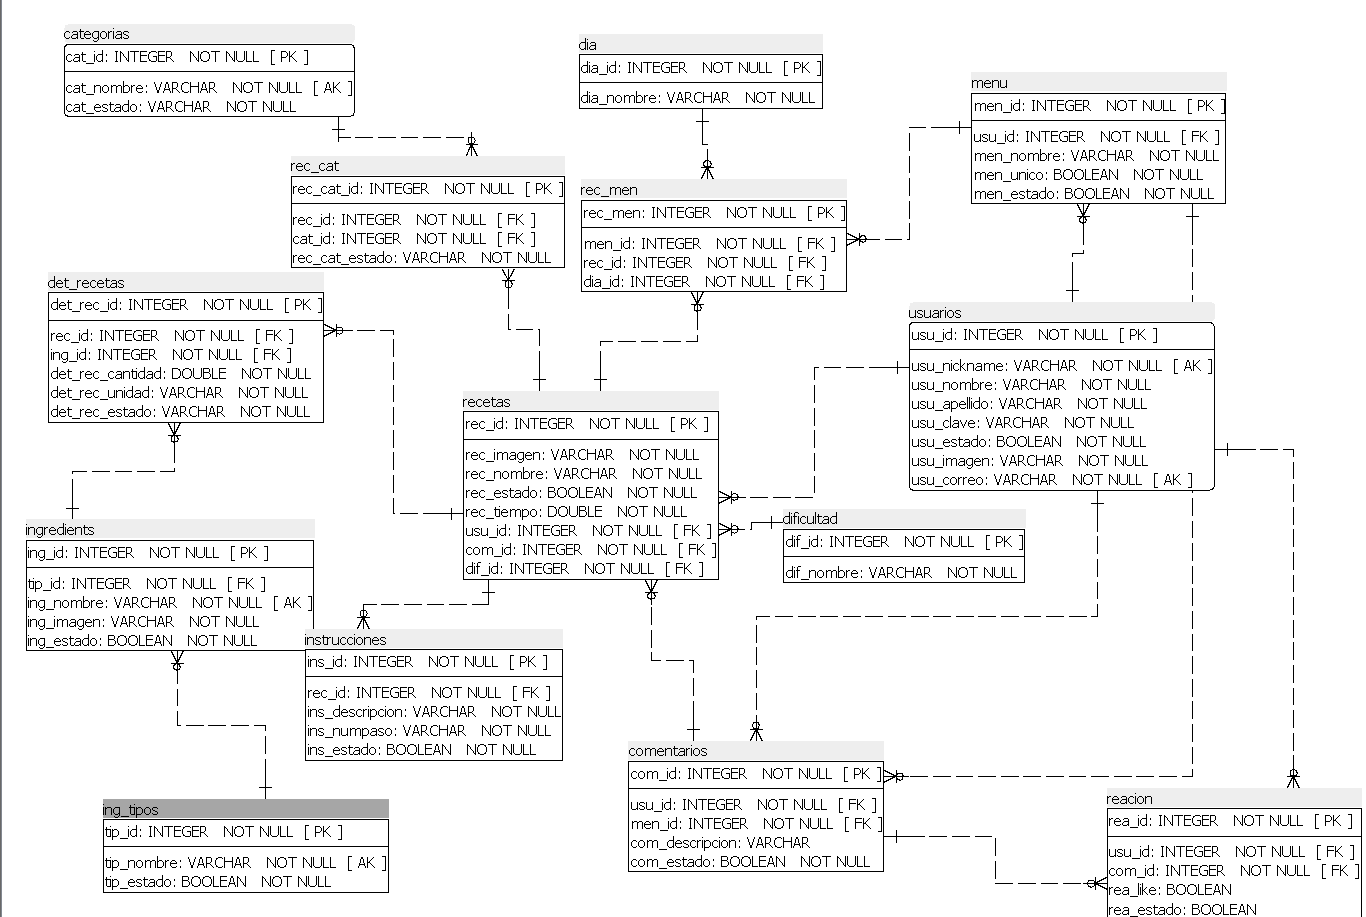 categorias
cat_id: INTEGER NOT NULL [ PK ]
cat_nombre: VARCHAR NOT NULL [ AK ]
cat_estado: VARCHAR NOT NULL
dia
dia_id: INTEGER NOT NULL [ PK ]
dia_nombre: VARCHAR NOT NULL
menu
men_id: INTEGER NOT NULL [ PK ]
usu_id: INTEGER NOT NULL [ FK ]
men_nombre: VARCHAR NOT NULL
men_unico: BOOLEAN NOT NULL
men_estado: BOOLEAN NOT NULL
rec_cat
rec_cat_id: INTEGER NOT NULL [ PK ]
rec_id: INTEGER NOT NULL [ FK ]
cat_id: INTEGER NOT NULL [ FK ]
rec_cat_estado: VARCHAR NOT NULL
rec_men
rec_men: INTEGER NOT NULL [ PK ]
men_id: INTEGER NOT NULL [ FK ]
rec_id: INTEGER NOT NULL [ FK ]
dia_id: INTEGER NOT NULL [ FK ]
det_recetas
det_rec_id: INTEGER NOT NULL [ PK ]
rec_id: INTEGER NOT NULL [ FK ]
ing_id: INTEGER NOT NULL [ FK ]
det_rec_cantidad: DOUBLE NOT NULL
det_rec_unidad: VARCHAR NOT NULL
det_rec_estado: VARCHAR NOT NULL
usuarios
usu_id: INTEGER NOT NULL [ PK ]
usu_nickname: VARCHAR NOT NULL [ AK ]
usu_nombre: VARCHAR NOT NULL
usu_apellido: VARCHAR NOT NULL
usu_clave: VARCHAR NOT NULL
usu_estado: BOOLEAN NOT NULL
usu_imagen: VARCHAR NOT NULL
usu_correo: VARCHAR NOT NULL [ AK ]
recetas
rec_id: INTEGER NOT NULL [ PK ]
rec_imagen: VARCHAR NOT NULL
rec_nombre: VARCHAR NOT NULL
rec_estado: BOOLEAN NOT NULL
rec_tiempo: DOUBLE NOT NULL
usu_id: INTEGER NOT NULL [ FK ]
com_id: INTEGER NOT NULL [ FK ]
dif_id: INTEGER NOT NULL [ FK ]
dificultad
dif_id: INTEGER NOT NULL [ PK ]
dif_nombre: VARCHAR NOT NULL
ingredients
ing_id: INTEGER NOT NULL [ PK ]
tip_id: INTEGER NOT NULL [ FK ]
ing_nombre: VARCHAR NOT NULL [ AK ]
ing_imagen: VARCHAR NOT NULL
ing_estado: BOOLEAN NOT NULL
instrucciones
ins_id: INTEGER NOT NULL [ PK ]
rec_id: INTEGER NOT NULL [ FK ]
ins_descripcion: VARCHAR NOT NULL
ins_numpaso: VARCHAR NOT NULL
ins_estado: BOOLEAN NOT NULL
comentarios
com_id: INTEGER NOT NULL [ PK ]
usu_id: INTEGER NOT NULL [ FK ]
men_id: INTEGER NOT NULL [ FK ]
com_descripcion: VARCHAR
com_estado: BOOLEAN NOT NULL
ing_tipos
tip_id: INTEGER NOT NULL [ PK ]
tip_nombre: VARCHAR NOT NULL [ AK ]
tip_estado: BOOLEAN NOT NULL
reacion
rea_id: INTEGER NOT NULL [ PK ]
usu_id: INTEGER NOT NULL [ FK ]
com_id: INTEGER NOT NULL [ FK ]
rea_like: BOOLEAN
rea_estado: BOOLEAN